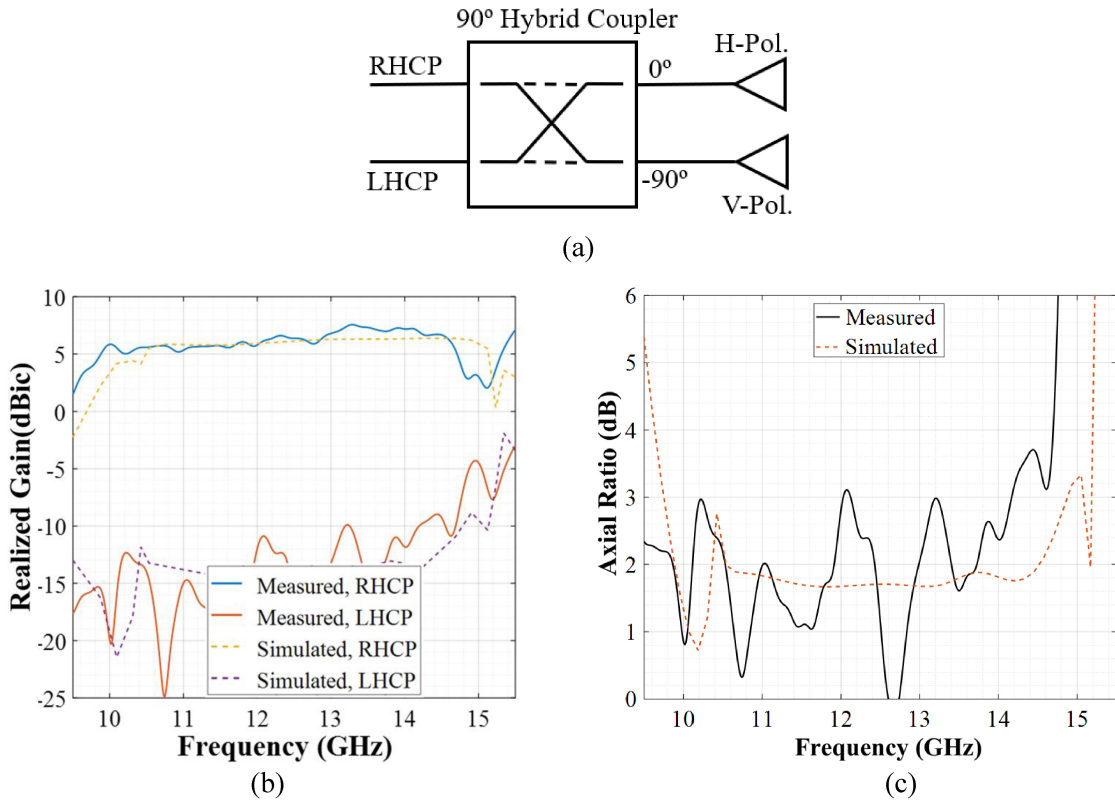 90º Hybrid Coupler
H-Pol.
RHCP
0º
LHCP
-90º
V-Pol.
(a)
10
5
0
-5
-10
-15
-20
-25
Realized Gain(dBic)
Measured, RHCP
Measured, LHCP
Simulated, RHCP
Simulated, LHCP
10 11 12 13 14 15
Frequency (GHz)
(b)
6
5
4
3
2
1
0
Axial Ratio (dB)
Measured
Simulated
10 11 12 13 14 15
Frequency (GHz)
(c)